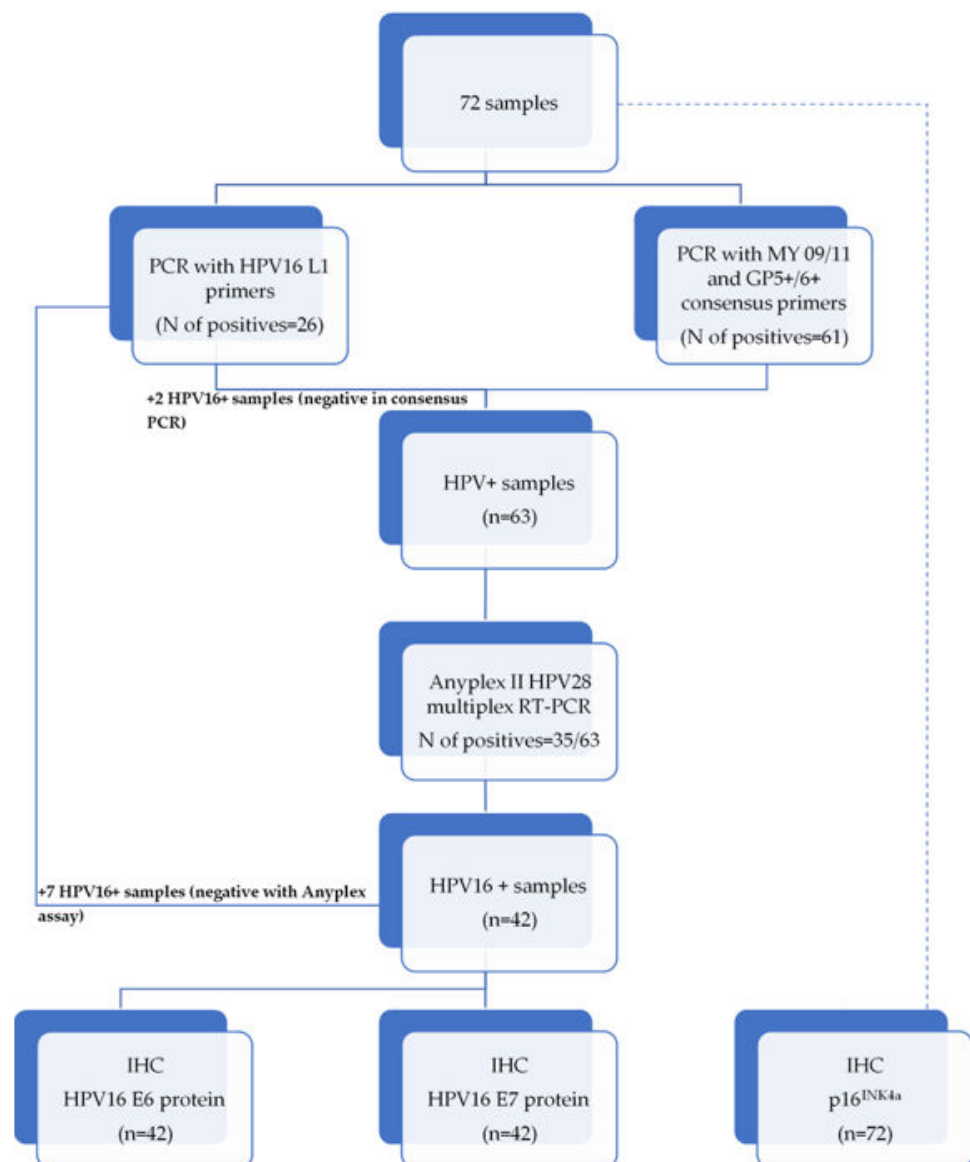 72 samples
PCR with HPV16 L1
primers
(N of positives=26)
PCR with MY 09/11
and GP5+/6+
consensus primers
(N of positives=61)
+2 HPV16+ samples (negative in consensus
PCR)
HPV+ samples
(n=63)
Anyplex II HPV28
multiplex RT-PCR
N of positives=35/63
+7 HPV16+ samples (negative with Anyplex
assay)
HPV16 + samples
(n=42)
IHC
HPV16 E6 protein
(n=42)
IHC
HPV16 E7 protein
(n=42)
IHC
p16INK4a
(n=72)